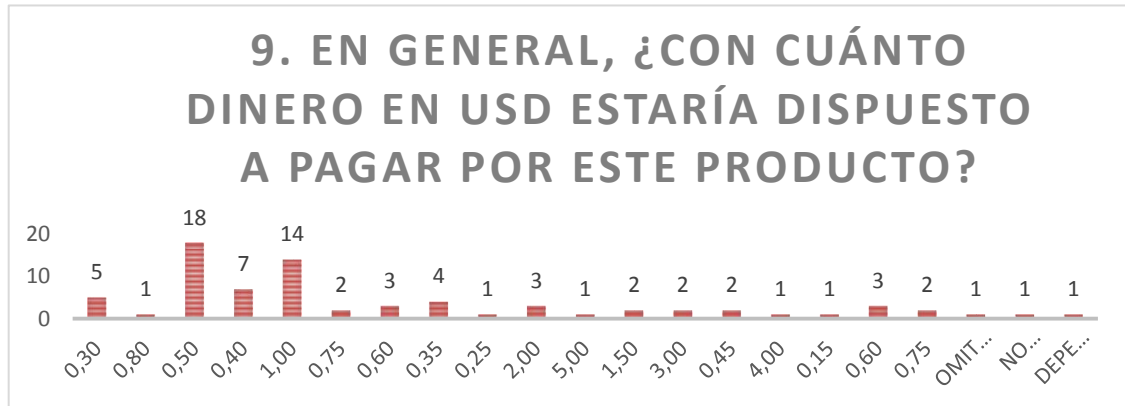 9. EN GENERAL, ¿CON CUÁNTO
DINERO EN USD ESTARÍA DISPUESTO
A PAGAR POR ESTE PRODUCTO?
20
10
0
5 1 18 7 14 2 3 4 1 3 1 2 2 2 1 1 3 2 1 1 1
0,30 0,80 0,50 0,40 1,00 0,75 0,60 0,35 0,25 2,00 5,00 1,50 3,00 0,45 4,00 0,15 0,60 0,75 OMIT... NO... DEPE...